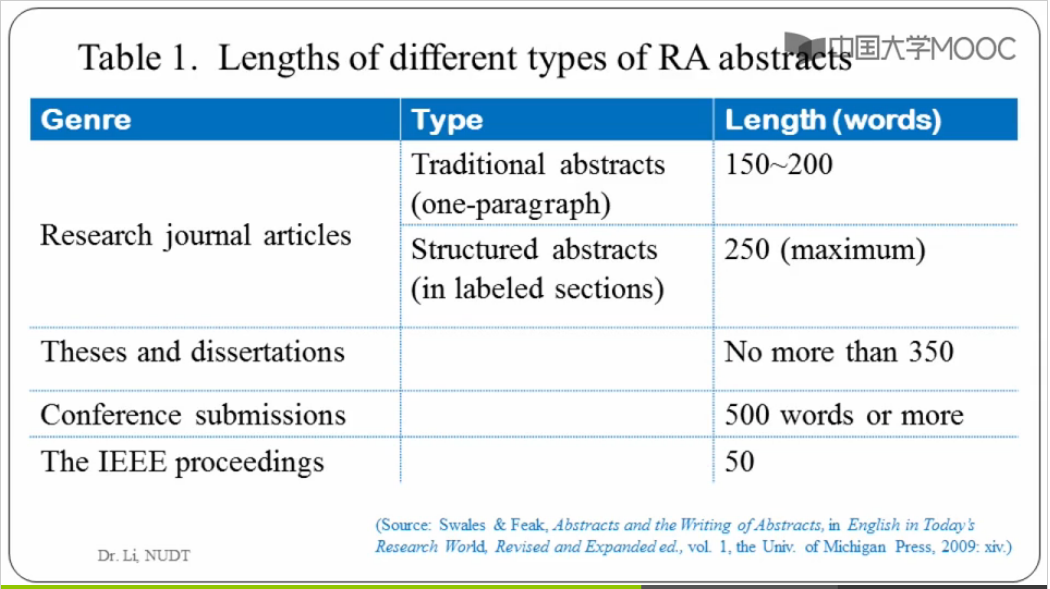 中国大学MOOC
Table 1. Lengths of different types of RA abstracts
Genre Type Length (words)
Traditional abstracts 150~200
(one-paragraph)
Research journal articles
Structured abstracts 250 (maximum)
(in labeled sections)
Theses and dissertations No more than 350
Conference submissions 500 words or more
The IEEE proceedings 50
(Source: Swales & Feak, Abstracts and the Writing of Abstracts, in English in Today's
Research World, Revised and Expanded ed., vol. 1, the Univ. of Michigan Press, 2009: xiv.)
Dr. Li, NUDT